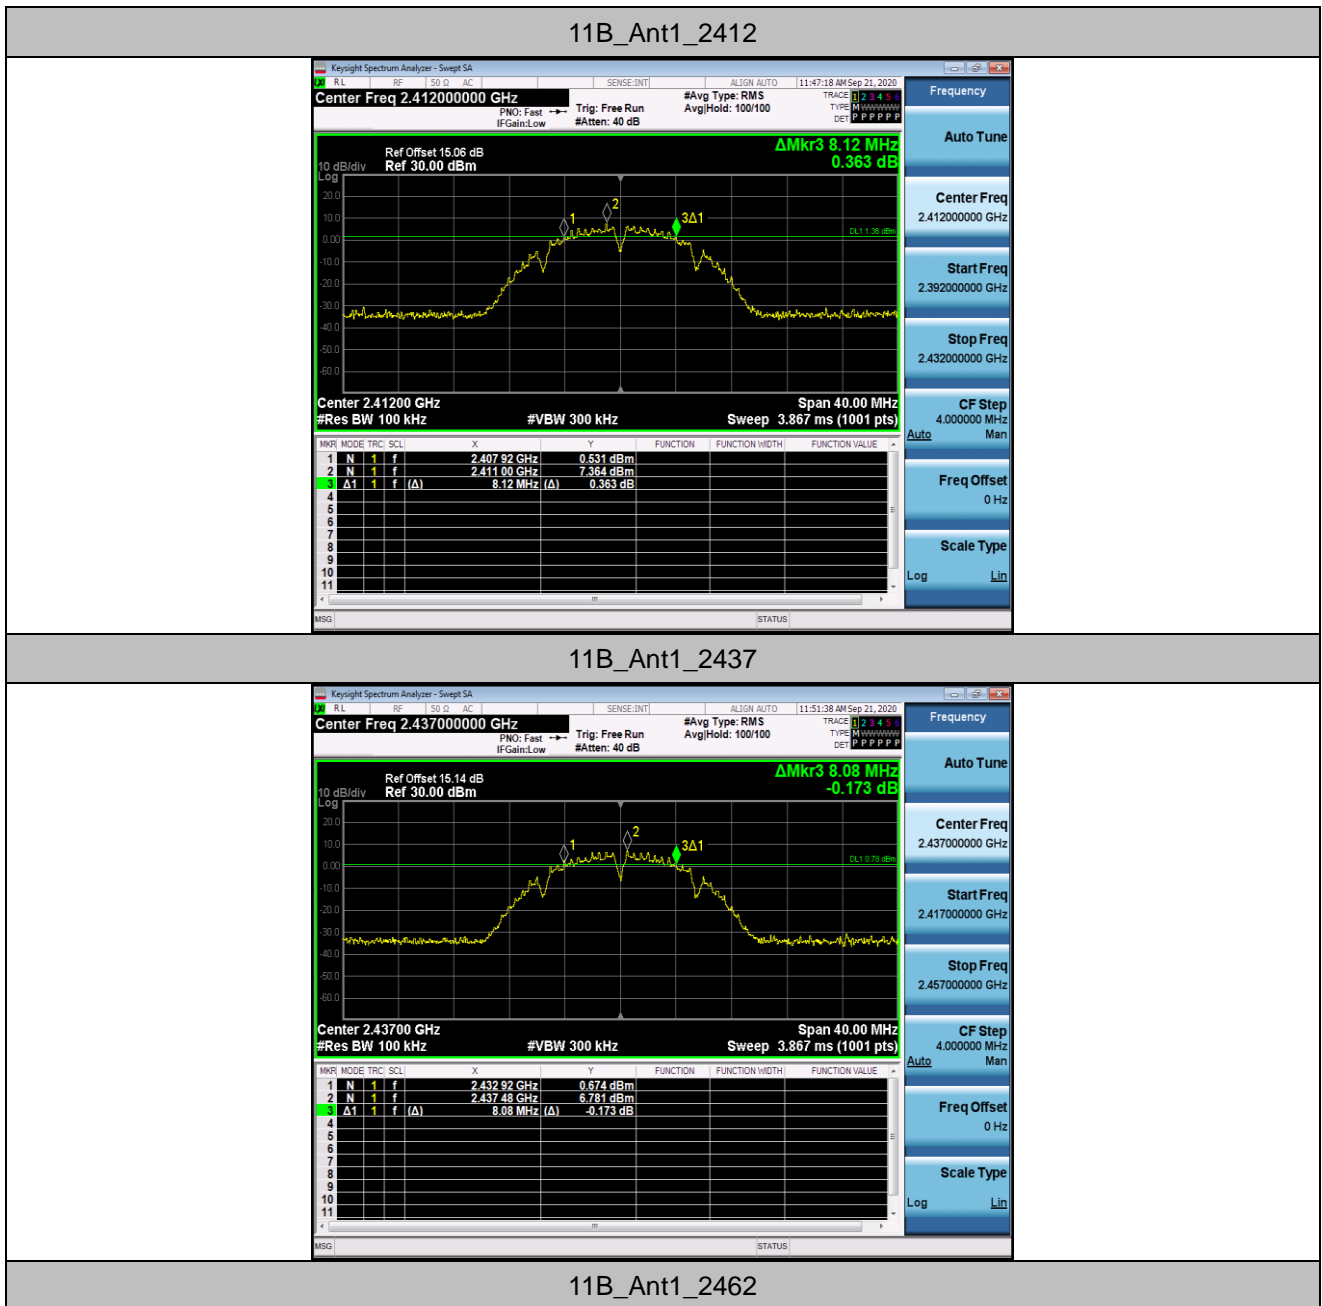 11B_Ant1_2412
Keysight Spectrum Analyzer - Swept SA
RL RF 50 Ω AC SENSE:INT ALIGN AUTO 11:47:18 AM Sep 21, 2020
Center Freq 2.412000000 GHz
PNO: Fast
IFGain:Low
Trig: Free Run
#Atten: 40 dB
#Avg Type: RMS
Avg|Hold: 100/100
TRACE 1 2 3 4 5 6
TYPE M WWWWW
DET P P P P P P
Frequency
Auto Tune
Center Freq
2.412000000 GHz
Start Freq
2.392000000 GHz
Stop Freq
2.432000000 GHz
CF Step
4.000000 MHz
Auto Man
Freq Offset
0 Hz
Scale Type
Log Lin
ΔMkr3 8.12 MHz
0.363 dB
Ref Offset 15.06 dB
10 dB/div Ref 30.00 dBm
Log
20.0
10.0
0.00
-10.0
-20.0
-30.0
-40.0
-50.0
-60.0
1
2
3Δ1
DL1 1.36 dBm
Center 2.41200 GHz Span 40.00 MHz
#Res BW 100 kHz #VBW 300 kHz Sweep 3.867 ms (1001 pts)
MKR MODE TRC SCL X Y FUNCTION FUNCTION WIDTH FUNCTION VALUE
1 N 1 f 2.407 92 GHz 0.531 dBm
2 N 1 f 2.411 00 GHz 7.364 dBm
3 Δ1 1 f (Δ) 8.12 MHz (Δ) 0.363 dB
4
5
6
7
8
9
10
11
MSG STATUS
11B_Ant1_2437
Keysight Spectrum Analyzer - Swept SA
RL RF 50 Ω AC SENSE:INT ALIGN AUTO 11:51:38 AM Sep 21, 2020
Center Freq 2.437000000 GHz
PNO: Fast
IFGain:Low
Trig: Free Run
#Atten: 40 dB
#Avg Type: RMS
Avg|Hold: 100/100
TRACE 1 2 3 4 5 6
TYPE M WWWWW
DET P P P P P P
Frequency
Auto Tune
Center Freq
2.437000000 GHz
Start Freq
2.417000000 GHz
Stop Freq
2.457000000 GHz
CF Step
4.000000 MHz
Auto Man
Freq Offset
0 Hz
Scale Type
Log Lin
ΔMkr3 8.08 MHz
-0.173 dB
Ref Offset 15.14 dB
10 dB/div Ref 30.00 dBm
Log
20.0
10.0
0.00
-10.0
-20.0
-30.0
-40.0
-50.0
-60.0
1
2
3Δ1
DL1 0.78 dBm
Center 2.43700 GHz Span 40.00 MHz
#Res BW 100 kHz #VBW 300 kHz Sweep 3.867 ms (1001 pts)
MKR MODE TRC SCL X Y FUNCTION FUNCTION WIDTH FUNCTION VALUE
1 N 1 f 2.432 92 GHz 0.674 dBm
2 N 1 f 2.437 48 GHz 6.781 dBm
3 Δ1 1 f (Δ) 8.08 MHz (Δ) -0.173 dB
4
5
6
7
8
9
10
11
MSG STATUS
11B_Ant1_2462